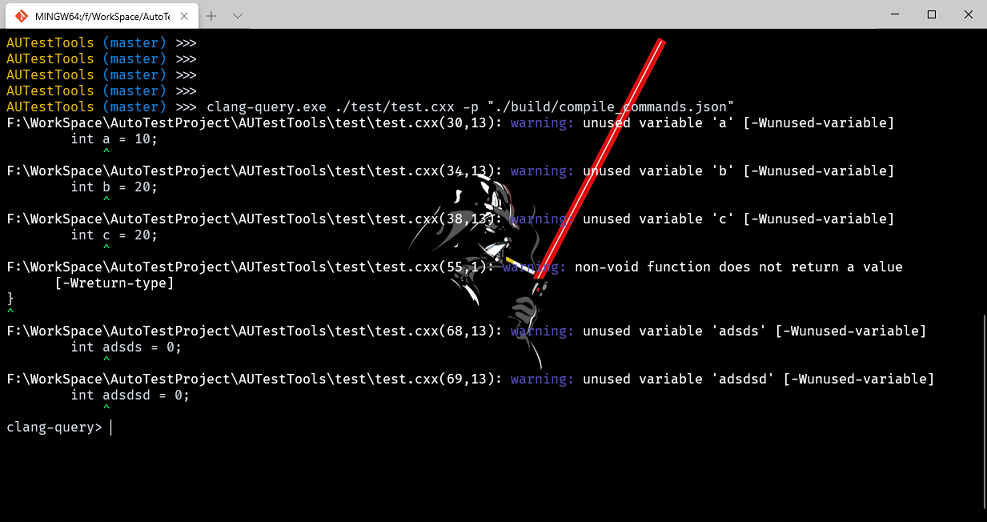 MINGW64:/f/WorkSpace/AutoTe
AUTestTools (master) >>>
AUTestTools (master) >>>
AUTestTools (master) >>>
AUTestTools (master) >>>
AUTestTools (master) >>> clang-query.exe ./test/test.cxx -p "./build/compile_commands.json"
F:\WorkSpace\AutoTestProject\AUTestTools\test\test.cxx(30,13): warning: unused variable 'a' [-Wunused-variable]
int a = 10;
^
F:\WorkSpace\AutoTestProject\AUTestTools\test\test.cxx(34,13): warning: unused variable 'b' [-Wunused-variable]
int b = 20;
^
F:\WorkSpace\AutoTestProject\AUTestTools\test\test.cxx(38,13): warning: unused variable 'c' [-Wunused-variable]
int c = 20;
^
F:\WorkSpace\AutoTestProject\AUTestTools\test\test.cxx(55,1): warning: non-void function does not return a value
[-Wreturn-type]
}
^
F:\WorkSpace\AutoTestProject\AUTestTools\test\test.cxx(68,13): warning: unused variable 'adsds' [-Wunused-variable]
int adsds = 0;
^
F:\WorkSpace\AutoTestProject\AUTestTools\test\test.cxx(69,13): warning: unused variable 'adsdsd' [-Wunused-variable]
int adsdsd = 0;
^
clang-query>